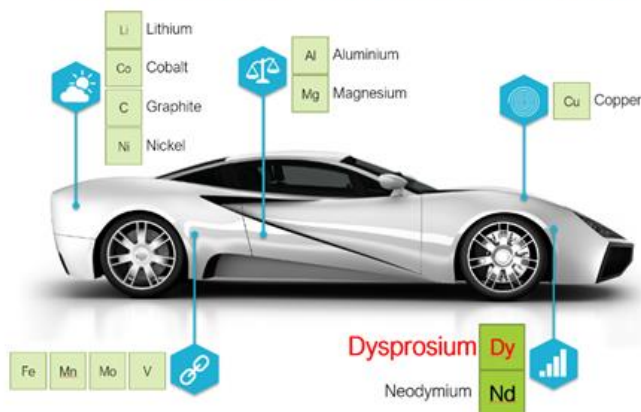 Li Lithium
Co Cobalt
C Graphite
Ni Nickel
Al Aluminium
Mg Magnesium
Cu Copper
Fe Mn Mo V
Dysprosium Dy
Neodymium Nd